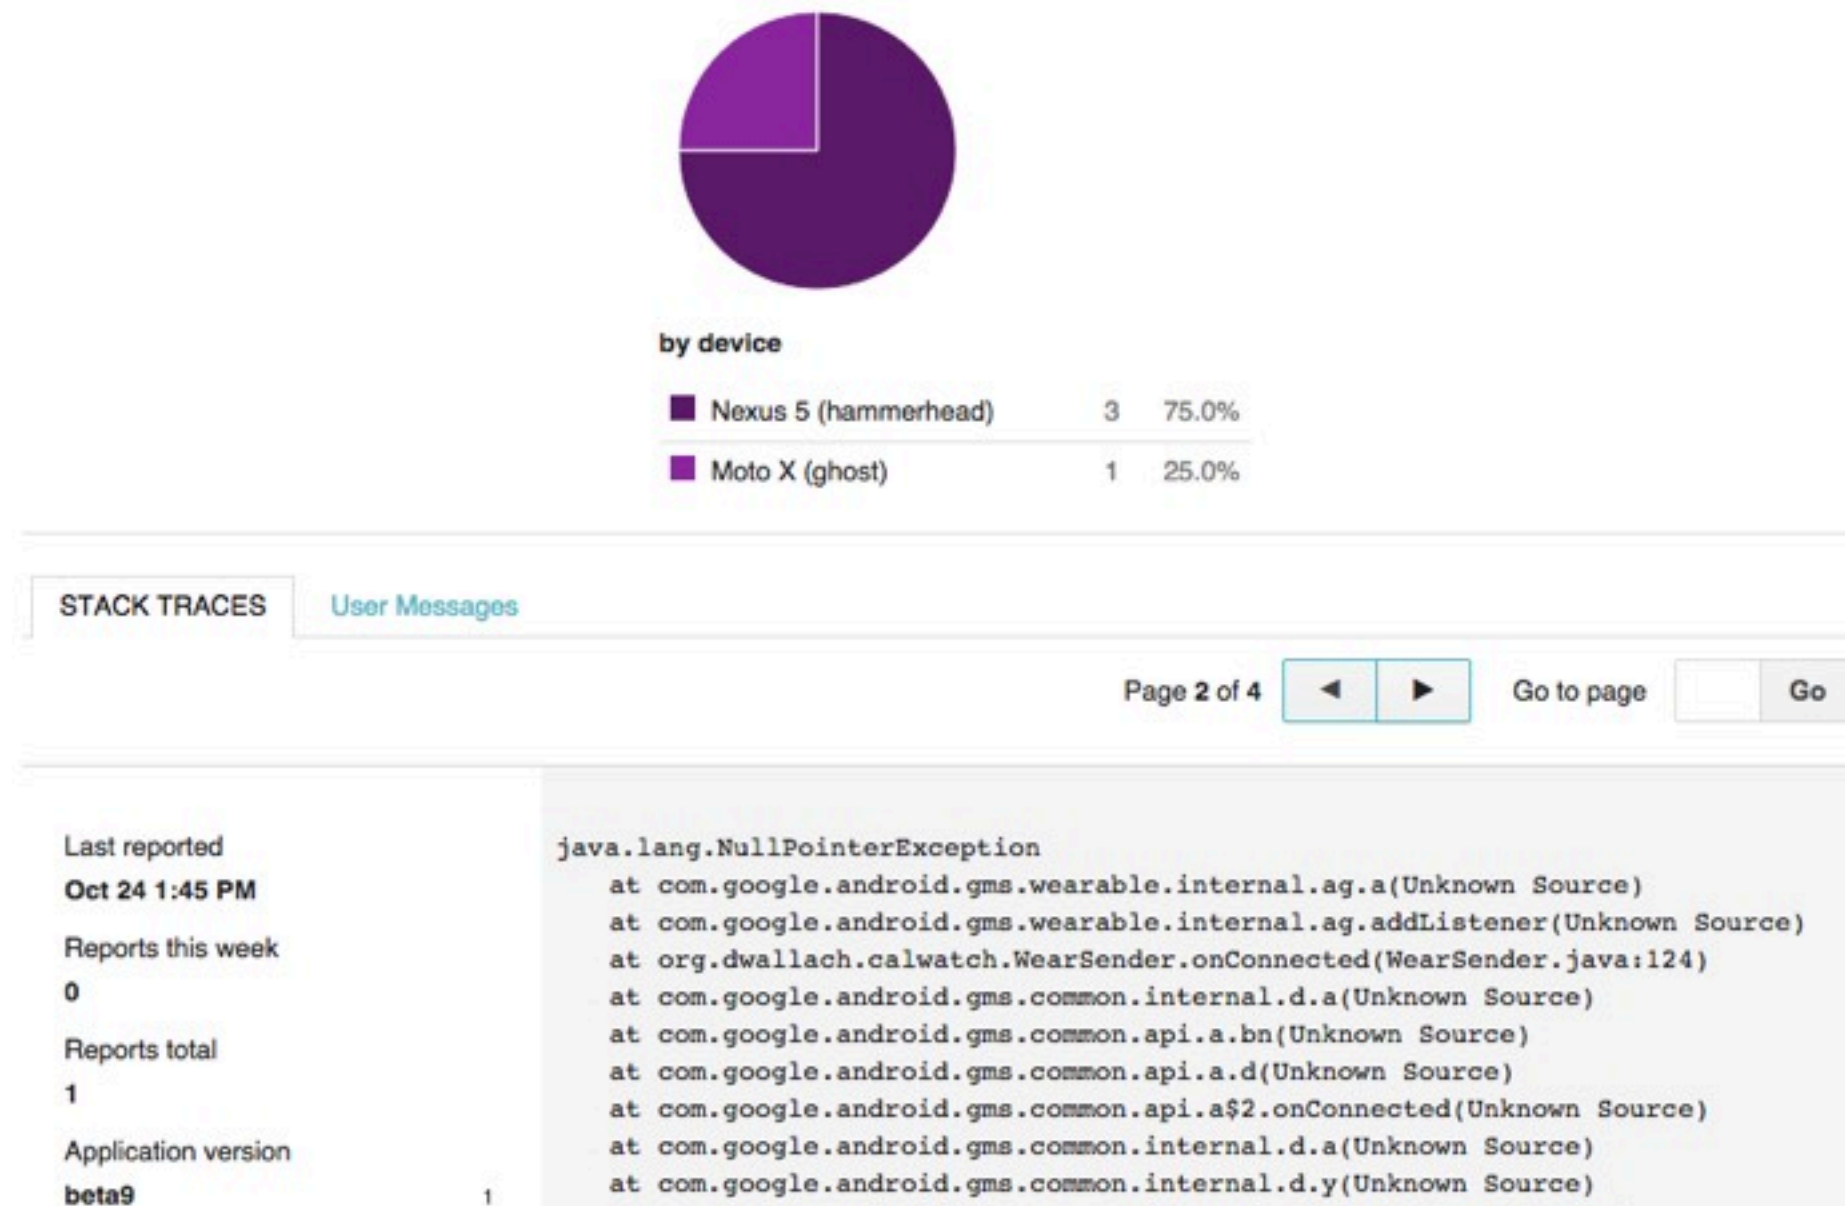 by device
Nexus 5 (hammerhead) 3 75.0%
Moto X (ghost) 1 25.0%
STACK TRACES User Messages
Page 2 of 4 ◄ ► Go to page Go
Last reported
Oct 24 1:45 PM
Reports this week
0
Reports total
1
Application version
beta9 1
java.lang.NullPointerException
at com.google.android.gms.wearable.internal.ag.a(Unknown Source)
at com.google.android.gms.wearable.internal.ag.addListener(Unknown Source)
at org.dwallach.calwatch.WearSender.onConnected(WearSender.java:124)
at com.google.android.gms.common.internal.d.a(Unknown Source)
at com.google.android.gms.common.api.a.bn(Unknown Source)
at com.google.android.gms.common.api.a.d(Unknown Source)
at com.google.android.gms.common.api.a$2.onConnected(Unknown Source)
at com.google.android.gms.common.internal.d.a(Unknown Source)
at com.google.android.gms.common.internal.d.y(Unknown Source)